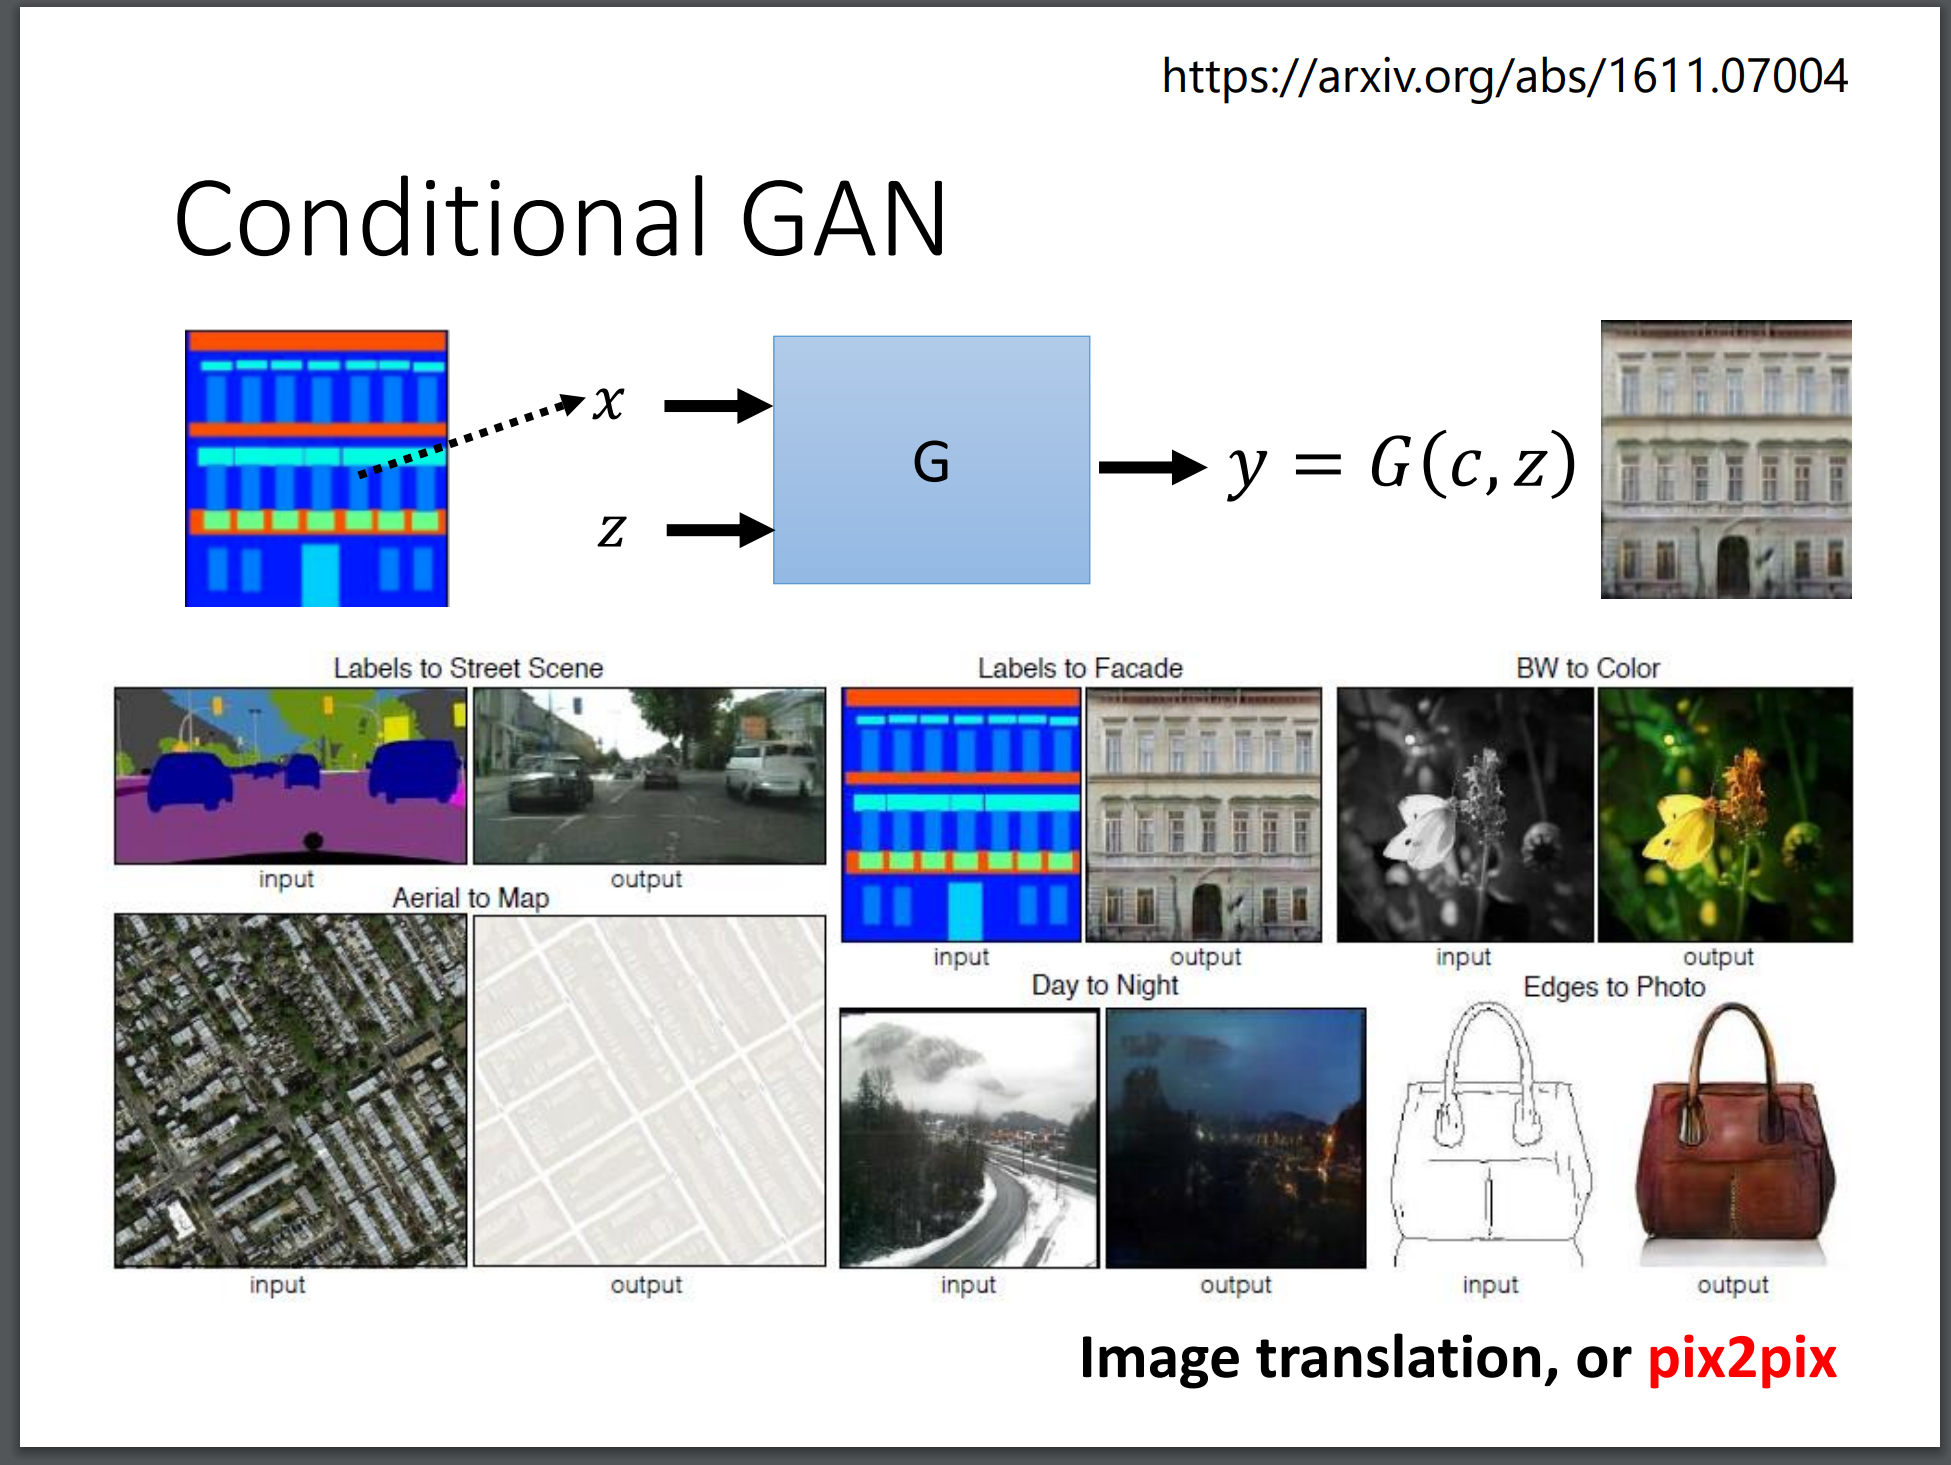 https://arxiv.org/abs/1611.07004
Conditional GAN
x
G
y = G(c, z)
z
Labels to Street Scene
Labels to Facade
BW to Color
input
output
Aerial to Map
input
output
input
output
Day to Night
Edges to Photo
input
output
input
output
input
output
Image translation, or pix2pix